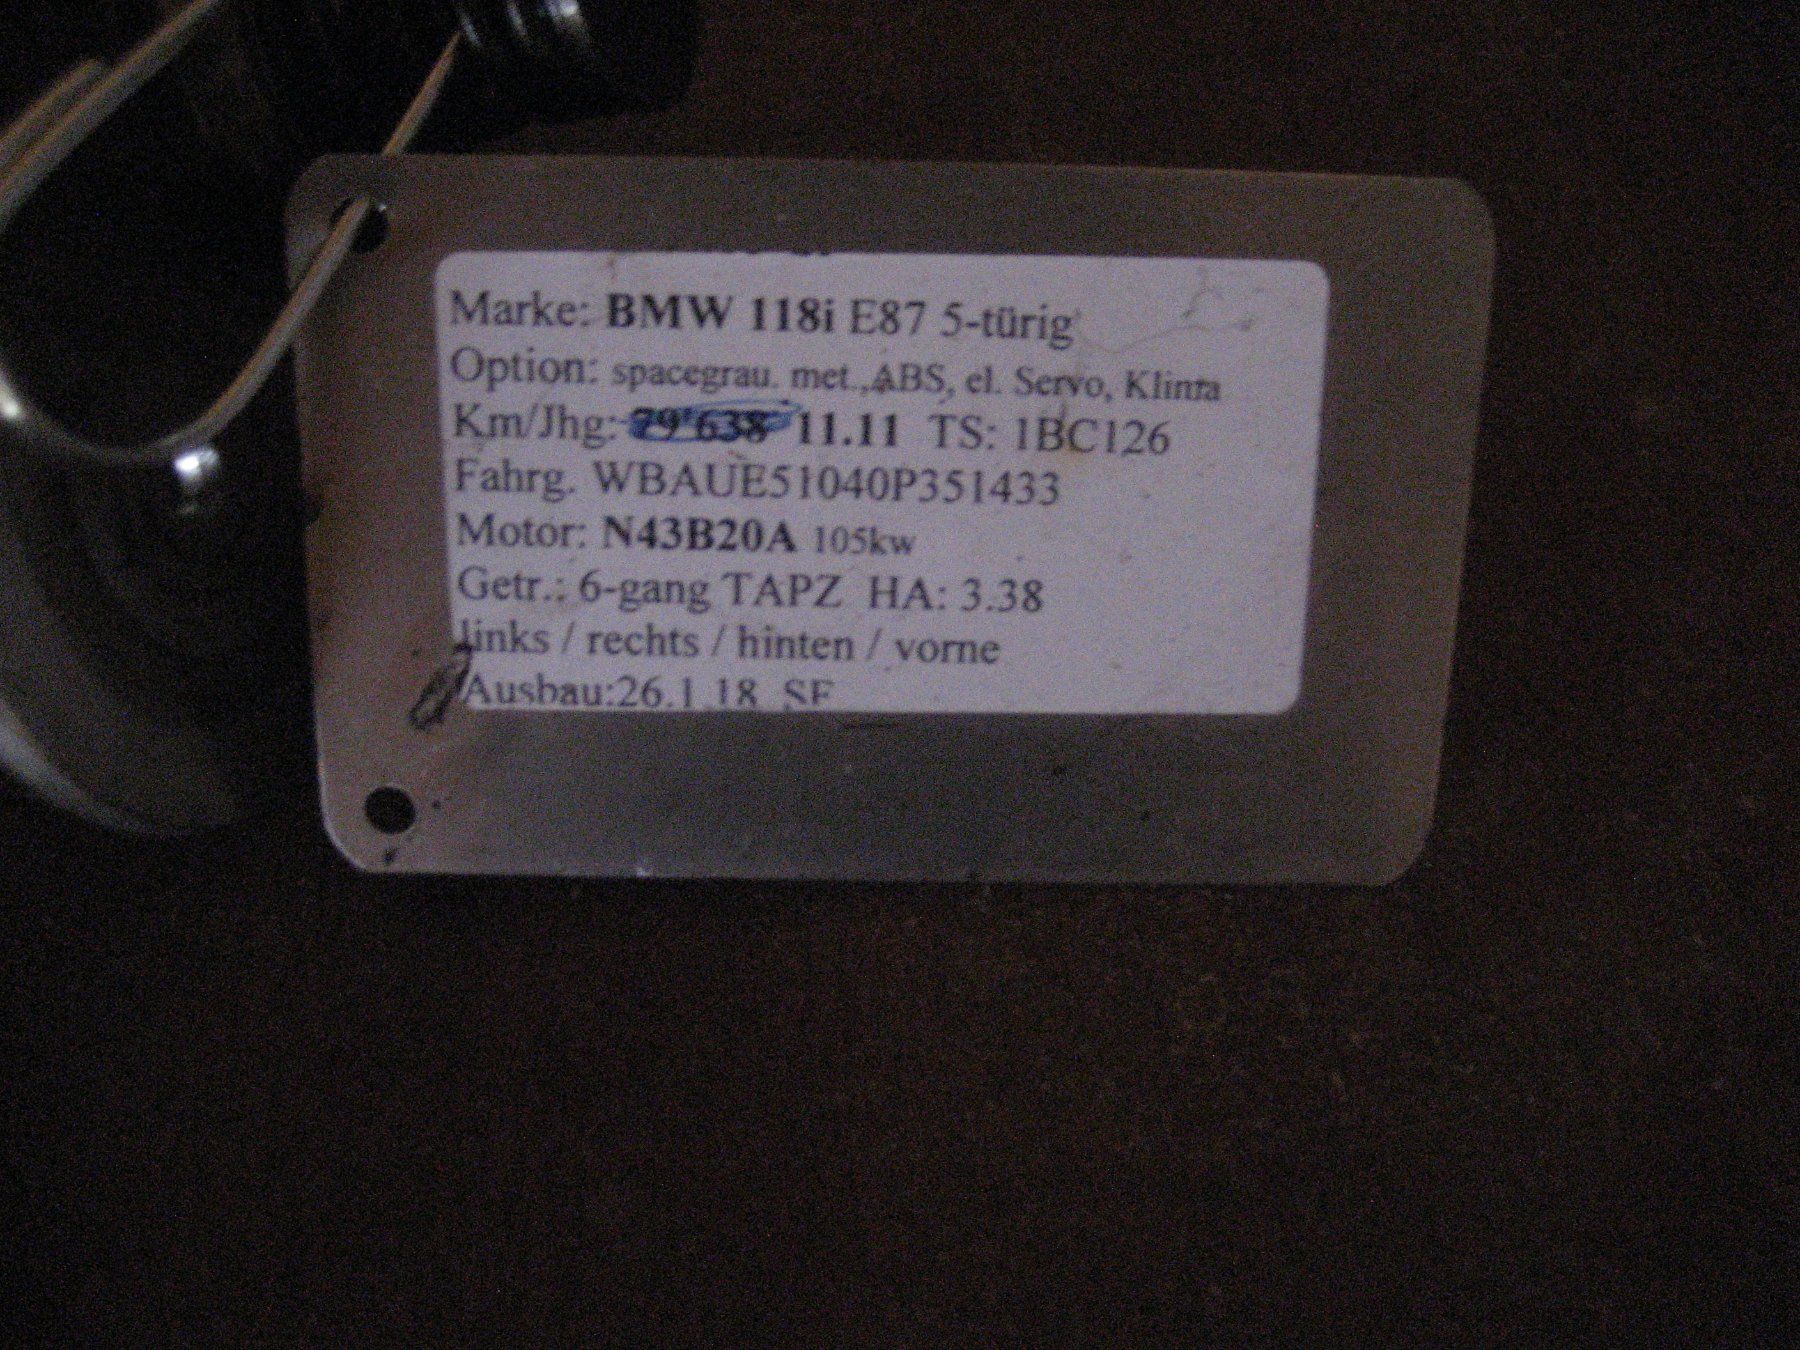 Marke: BMW 118i E87 5-türig
Option: spacegrau. met., ABS, el. Servo, Klima
Km/Jhg: 79'638 11.11 TS: 1BC126
Fahrg. WBAUE51040P351433
Motor: N43B20A 105kw
Getr.: 6-gang TAPZ HA: 3.38
links / rechts / hinten / vorne
Ausbau:26.1.18 SF